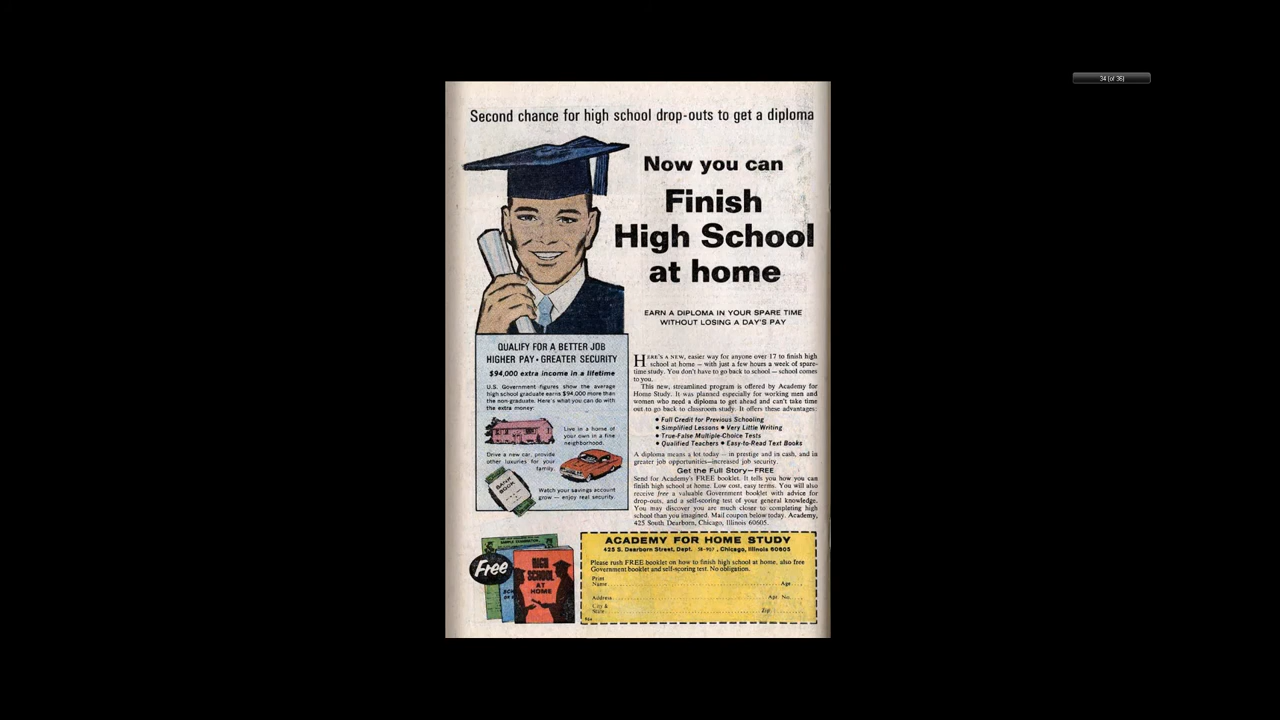 34 (of 36)
Second chance for high school drop-outs to get a diploma
Now you can
Finish
High School
at home
EARN A DIPLOMA IN YOUR SPARE TIME
WITHOUT LOSING A DAY'S PAY
QUALIFY FOR A BETTER JOB
HIGHER PAY • GREATER SECURITY
$94,000 extra income in a lifetime
U.S. Government figures show the average
high school graduate earns $94,000 more than
the non-graduate. Here's what you can do with
the extra money:
Live in a home of
your own in a fine
neighborhood.
Drive a new car, provide
other luxuries for your
family.
BANK
BOOK
Watch your savings account
grow — enjoy real security.
HERE'S A NEW, easier way for anyone over 17 to finish high
school at home — with just a few hours a week of spare-
time study. You don't have to go back to school — school comes
to you.
This new, streamlined program is offered by Academy for
Home Study. It was planned especially for working men and
women who need a diploma to get ahead and can't take time
out to go back to classroom study. It offers these advantages:
• Full Credit for Previous Schooling
• Simplified Lessons • Very Little Writing
• True-False Multiple-Choice Tests
• Qualified Teachers • Easy-to-Read Text Books
A diploma means a lot today — in prestige and in cash, and in
greater job opportunities—increased job security.
Get the Full Story—FREE
Send for Academy's FREE booklet. It tells you how you can
finish high school at home. Low cost, easy terms. You will also
receive free a valuable Government booklet with advice for
drop-outs, and a self-scoring test of your general knowledge.
You may discover you are much closer to completing high
school than you imagined. Mail coupon below today. Academy,
425 South Dearborn, Chicago, Illinois 60605.
Free
HIGH
SCHOOL
AT
HOME
ACADEMY FOR HOME STUDY
425 S. Dearborn Street, Dept. , Chicago, Illinois 60605
Please rush FREE booklet on how to finish high school at home, also free
Government booklet and self-scoring test. No obligation.
Print
Name Age
Address Apt. No.
City &
State Zip